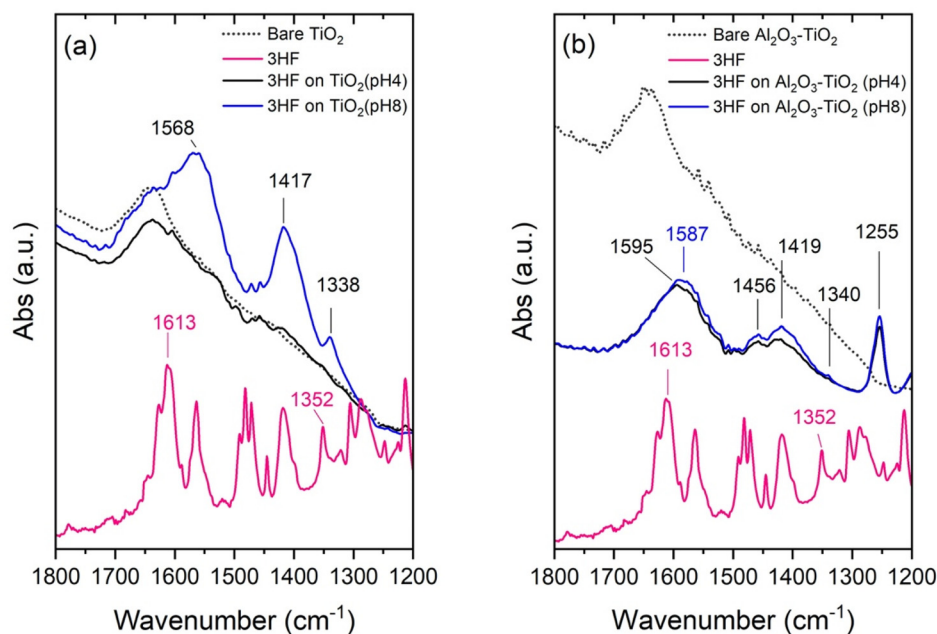 (a)
Bare TiO₂
3HF
3HF on TiO₂(pH4)
3HF on TiO₂(pH8)
1568
1417
1338
1613
1352
Abs (a.u.)
1800 1700 1600 1500 1400 1300 1200
Wavenumber (cm⁻¹)
(b)
Bare Al₂O₃-TiO₂
3HF
3HF on Al₂O₃-TiO₂ (pH4)
3HF on Al₂O₃-TiO₂ (pH8)
1595
1587
1456
1419
1340
1255
1613
1352
Abs (a.u.)
1800 1700 1600 1500 1400 1300 1200
Wavenumber (cm⁻¹)